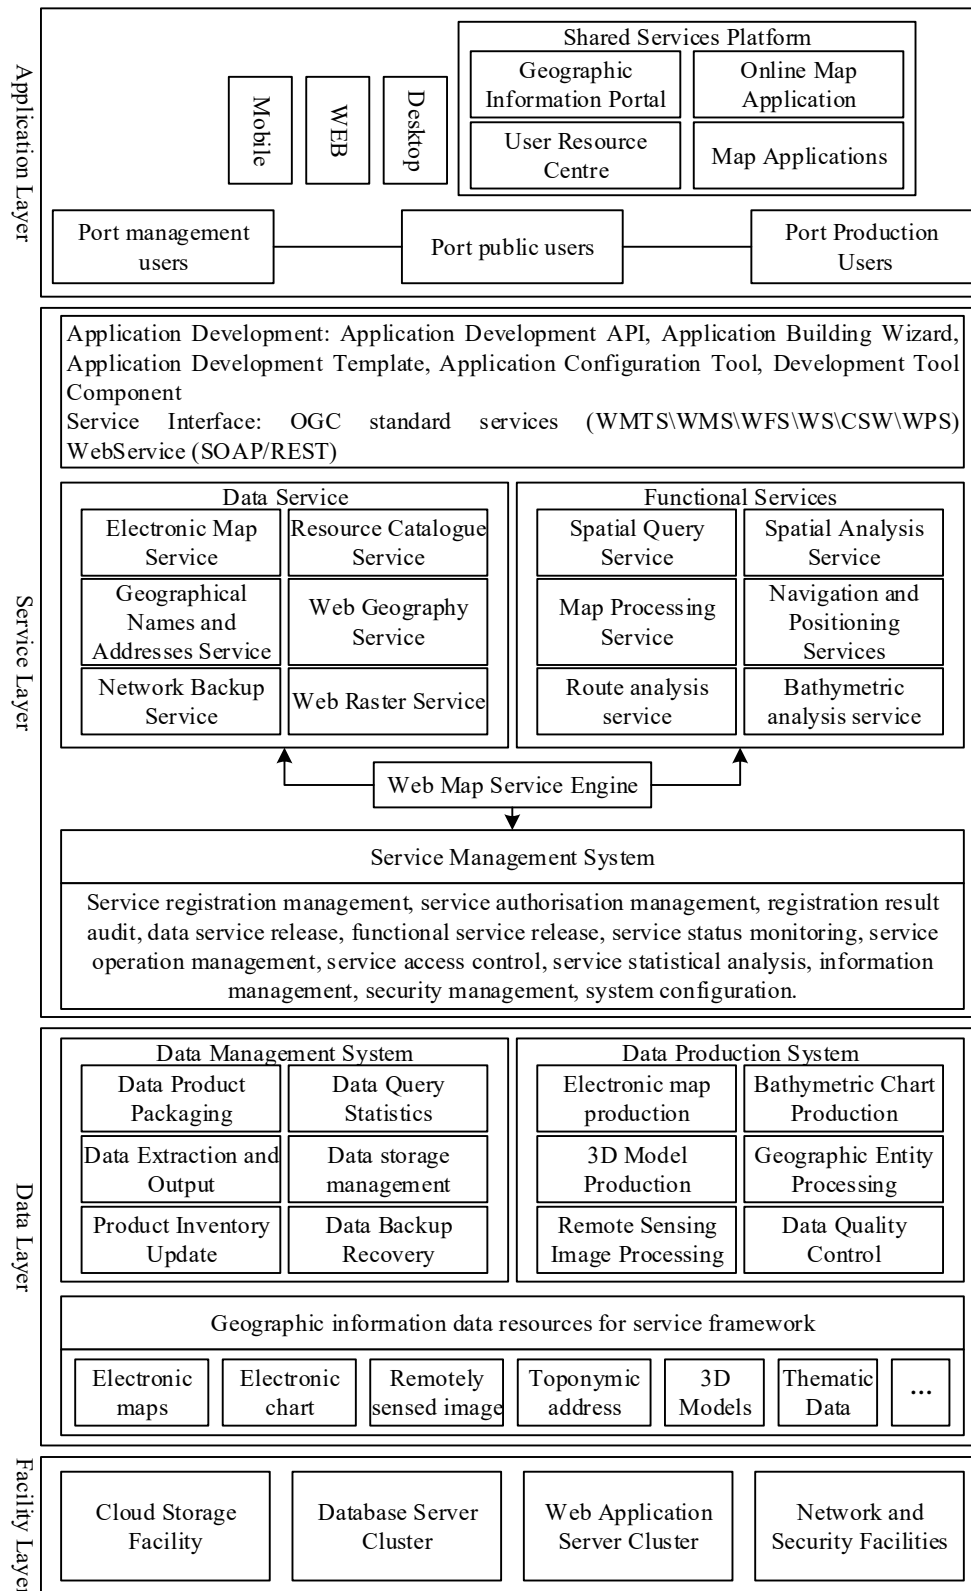 Application Layer
Shared Services Platform
Mobile
WEB
Desktop
Geographic
Information Portal
Online Map
Application
User Resource
Centre
Map Applications
Port management
users
Port public users
Port Production
Users
Service Layer
Application Development: Application Development API, Application Building Wizard,
Application Development Template, Application Configuration Tool, Development Tool
Component
Service Interface: OGC standard services (WMTS\WMS\WFS\WS\CSW\WPS)
WebService (SOAP/REST)
Data Service
Electronic Map
Service
Resource Catalogue
Service
Geographical
Names and
Addresses Service
Web Geography
Service
Network Backup
Service
Web Raster Service
Functional Services
Spatial Query
Service
Spatial Analysis
Service
Map Processing
Service
Navigation and
Positioning
Services
Route analysis
service
Bathymetric
analysis service
Web Map Service Engine
Service Management System
Service registration management, service authorisation management, registration result
audit, data service release, functional service release, service status monitoring, service
operation management, service access control, service statistical analysis, information
management, security management, system configuration.
Data Layer
Data Management System
Data Product
Packaging
Data Query
Statistics
Data Extraction and
Output
Data storage
management
Product Inventory
Update
Data Backup
Recovery
Data Production System
Electronic map
production
Bathymetric Chart
Production
3D Model
Production
Geographic Entity
Processing
Remote Sensing
Image Processing
Data Quality
Control
Geographic information data resources for service framework
Electronic
maps
Electronic
chart
Remotely
sensed image
Toponymic
address
3D
Models
Thematic
Data
...
Facility Layer
Cloud Storage
Facility
Database Server
Cluster
Web Application
Server Cluster
Network and
Security Facilities